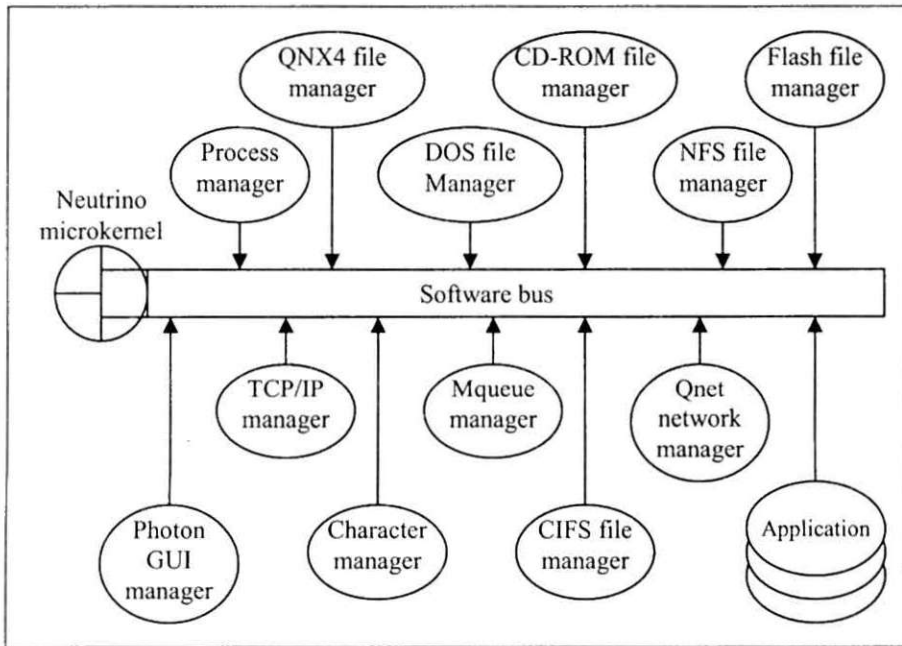 QNX4 file
manager
CD-ROM file
manager
Flash file
manager
Process
manager
DOS file
Manager
NFS file
manager
Neutrino
microkernel
Software bus
TCP/IP
manager
Mqueue
manager
Qnet
network
manager
Photon
GUI
manager
Character
manager
CIFS file
manager
Application